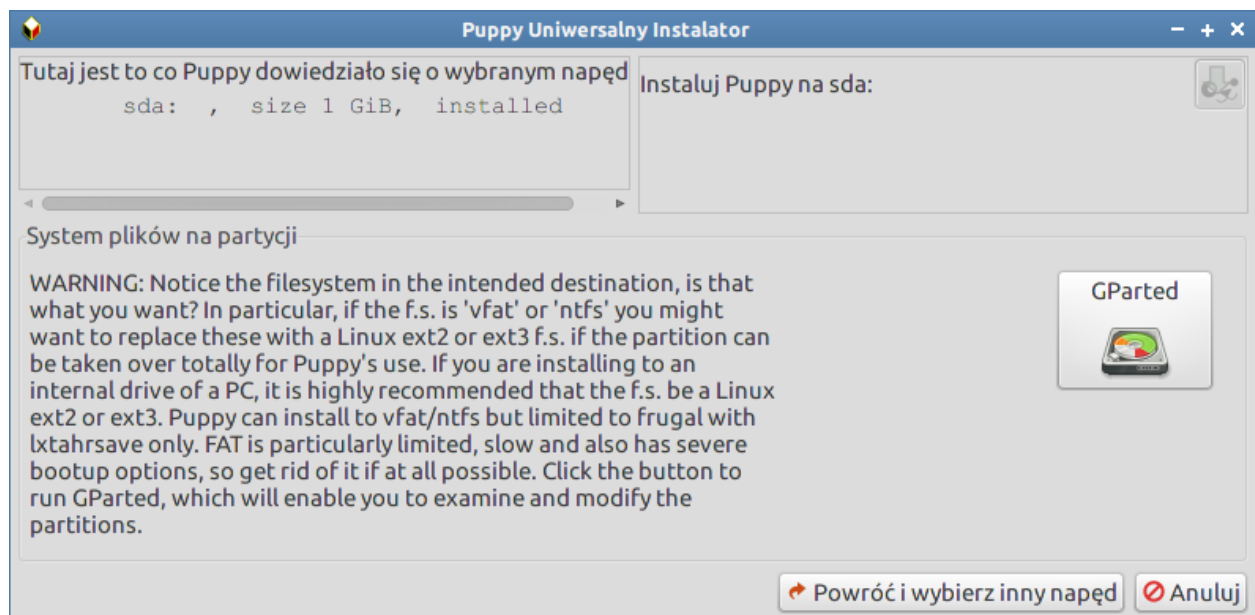 Puppy Uniwersalny Instalator
Tutaj jest to co Puppy dowiedziało się o wybranym napęd
sda: , size 1 GiB, installed
Instaluj Puppy na sda:
System plików na partycji
WARNING: Notice the filesystem in the intended destination, is that
what you want? In particular, if the f.s. is 'vfat' or 'ntfs' you might
want to replace these with a Linux ext2 or ext3 f.s. if the partition can
be taken over totally for Puppy's use. If you are installing to an
internal drive of a PC, it is highly recommended that the f.s. be a Linux
ext2 or ext3. Puppy can install to vfat/ntfs but limited to frugal with
lxtahrsave only. FAT is particularly limited, slow and also has severe
bootup options, so get rid of it if at all possible. Click the button to
run GParted, which will enable you to examine and modify the
partitions.
GParted
Powróć i wybierz inny napęd
Anuluj